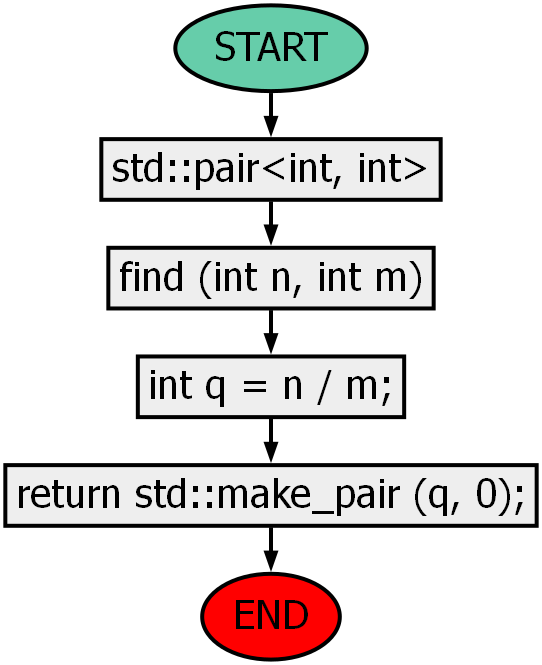 START
std::pair<int, int>
find (int n, int m)
int q = n / m;
return std::make_pair (q, 0);
END